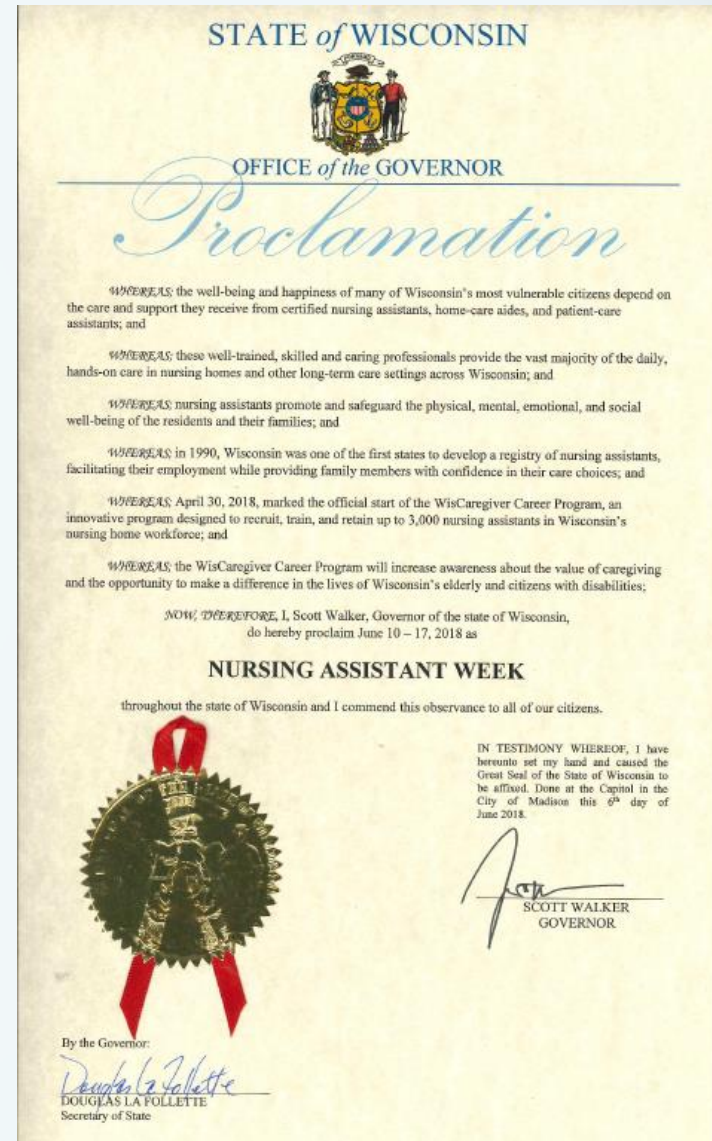 STATE of WISCONSIN
OFFICE of the GOVERNOR
Proclamation
WHEREAS; the well-being and happiness of many of Wisconsin's most vulnerable citizens depend on
the care and support they receive from certified nursing assistants, home-care aides, and patient-care
assistants; and
WHEREAS; these well-trained, skilled and caring professionals provide the vast majority of the daily,
hands-on care in nursing homes and other long-term care settings across Wisconsin; and
WHEREAS; nursing assistants promote and safeguard the physical, mental, emotional, and social
well-being of the residents and their families; and
WHEREAS; in 1990, Wisconsin was one of the first states to develop a registry of nursing assistants,
facilitating their employment while providing family members with confidence in their care choices; and
WHEREAS; April 30, 2018, marked the official start of the WisCaregiver Career Program, an
innovative program designed to recruit, train, and retain up to 3,000 nursing assistants in Wisconsin's
nursing home workforce; and
WHEREAS; the WisCaregiver Career Program will increase awareness about the value of caregiving
and the opportunity to make a difference in the lives of Wisconsin's elderly and citizens with disabilities;
NOW, THEREFORE, I, Scott Walker, Governor of the state of Wisconsin,
do hereby proclaim June 10 – 17, 2018 as
NURSING ASSISTANT WEEK
throughout the state of Wisconsin and I commend this observance to all of our citizens.
IN TESTIMONY WHEREOF, I have
hereunto set my hand and caused the
Great Seal of the State of Wisconsin to
be affixed. Done at the Capitol in the
City of Madison this 6th day of
June 2018.
SCOTT WALKER
GOVERNOR
By the Governor:
Douglas La Follette
DOUGLAS LA FOLLETTE
Secretary of State